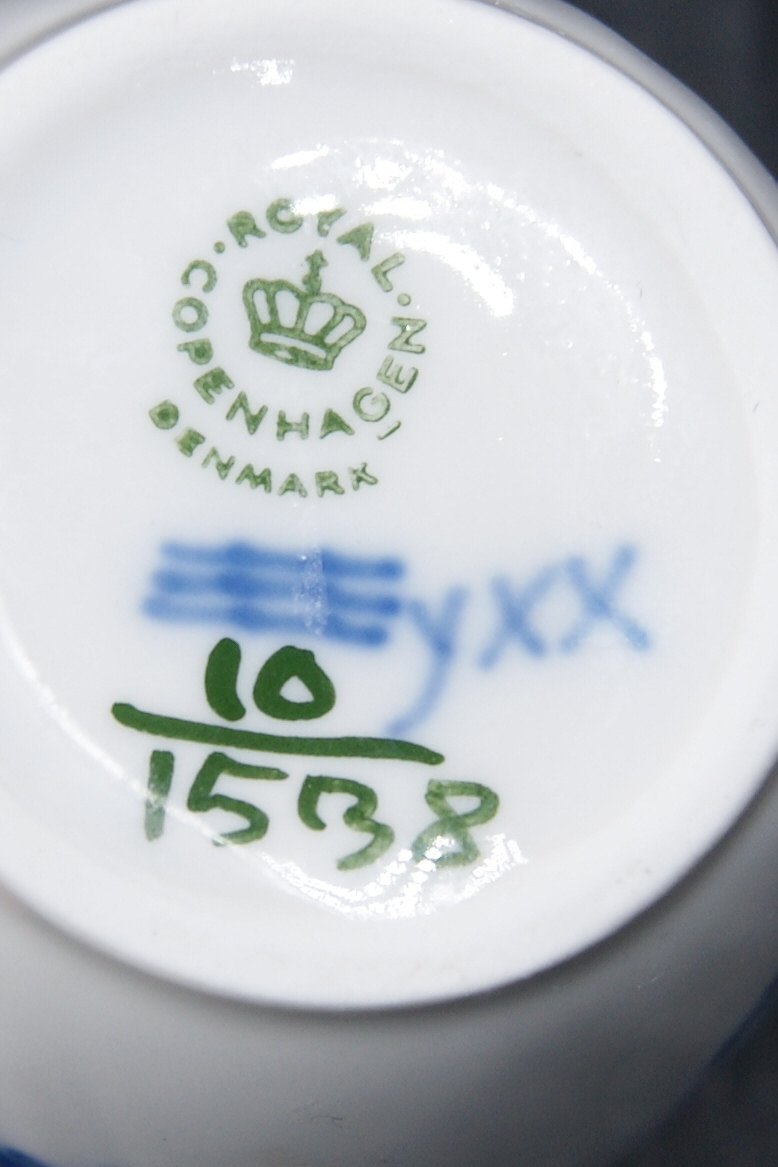 ROYAL.
COPENHAGEN
DENMARK
yxx
10
1538